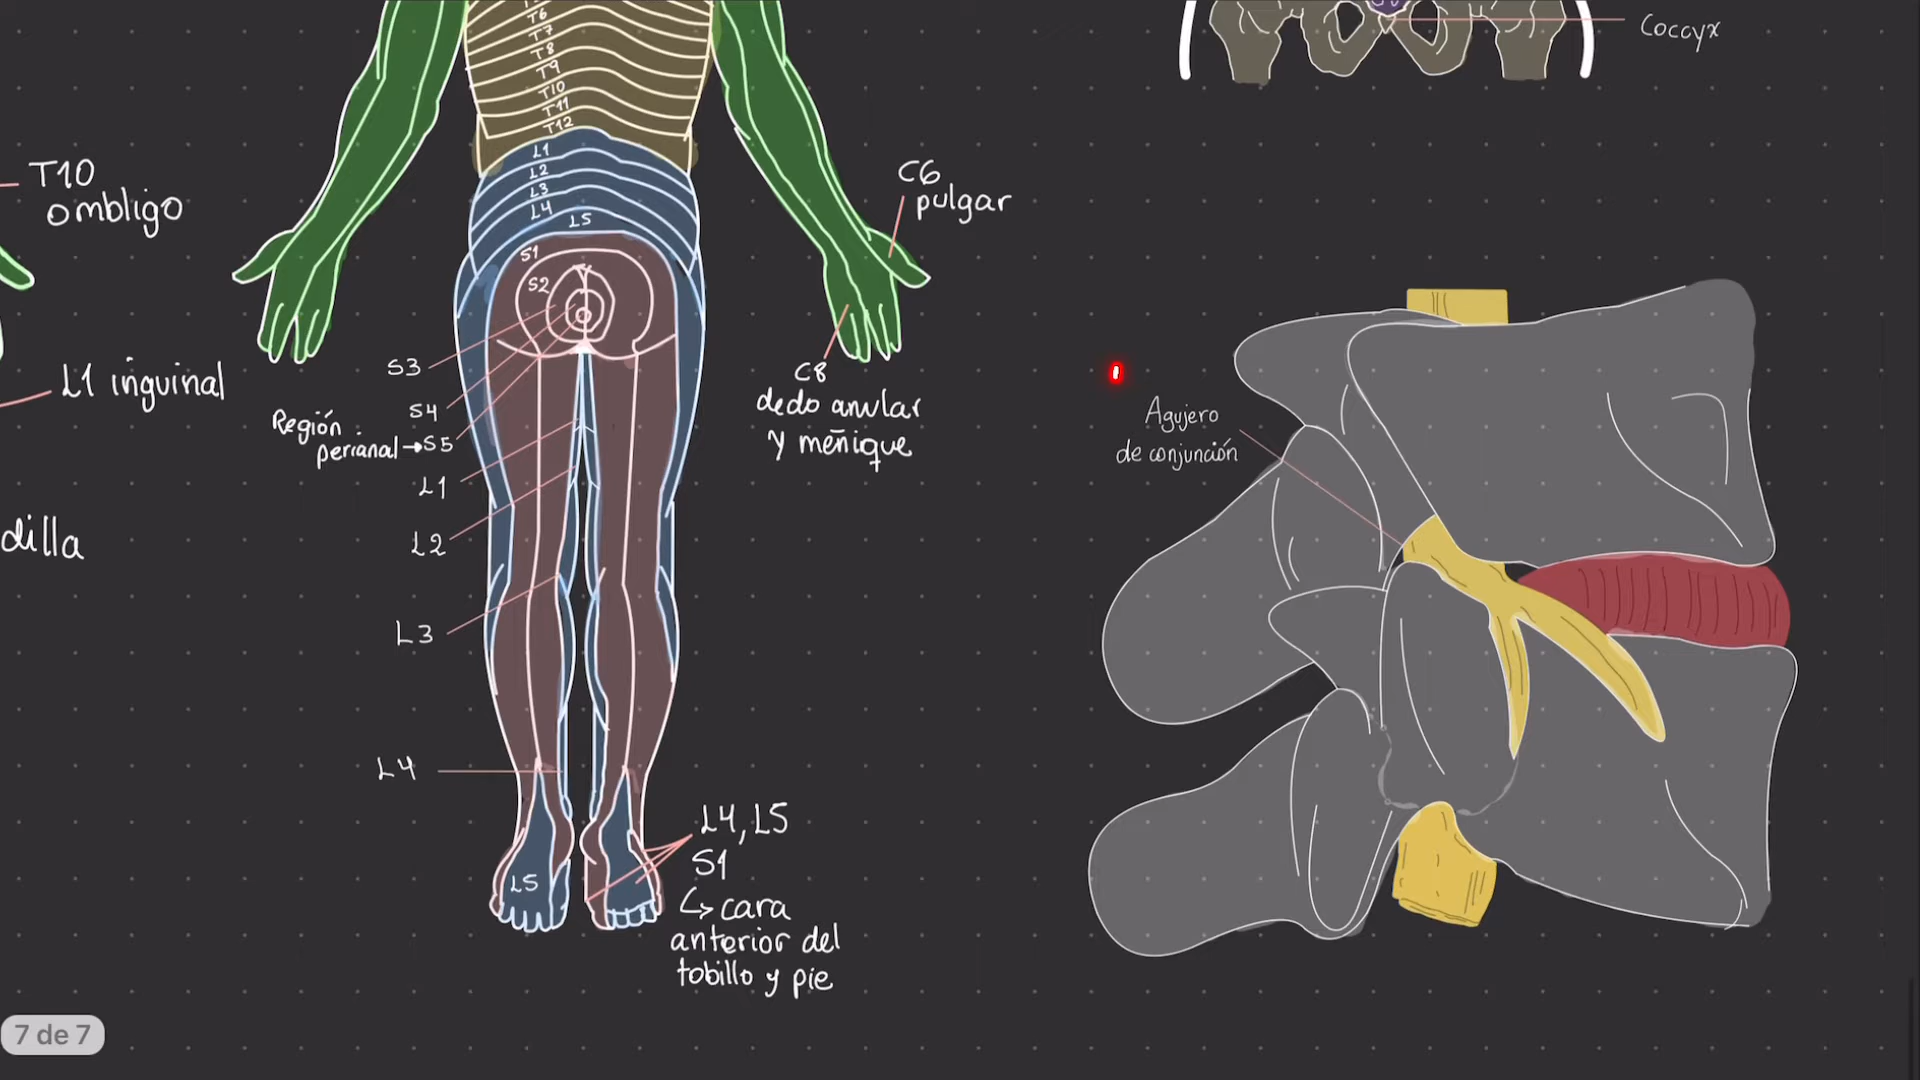 T6
T7
T8
T9
T10
T11
T12
L1
L2
L3
L4
L5
S1
S2
Coccyx
T10
ombligo
C6
pulgar
L1 inguinal
S3
S4
Región
perianal → S5
L1
L2
L3
L4
C8
dedo anular
y meñique
Agujero
de conjunción
dilla
L5
L4, L5
S1
↳ cara
anterior del
tobillo y pie
7 de 7